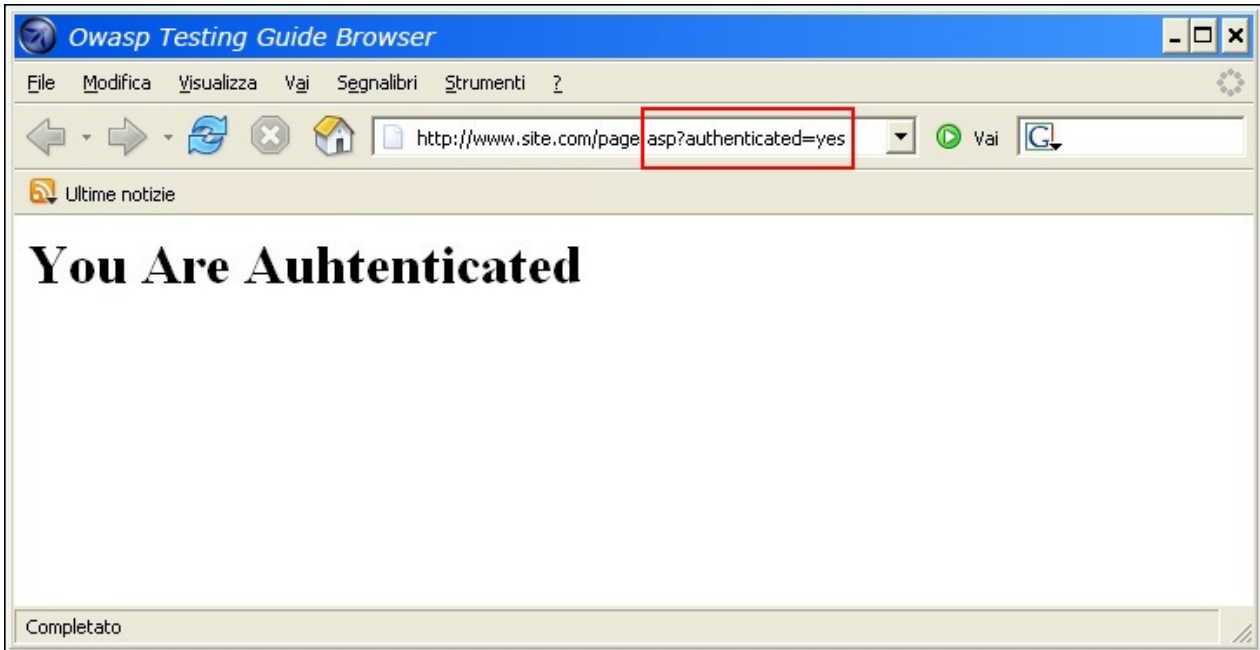 Owasp Testing Guide Browser
File Modifica Visualizza Vai Segnalibri Strumenti ?
http://www.site.com/page asp?authenticated=yes Vai G
Ultime notizie
You Are Auhtenticated
Completato